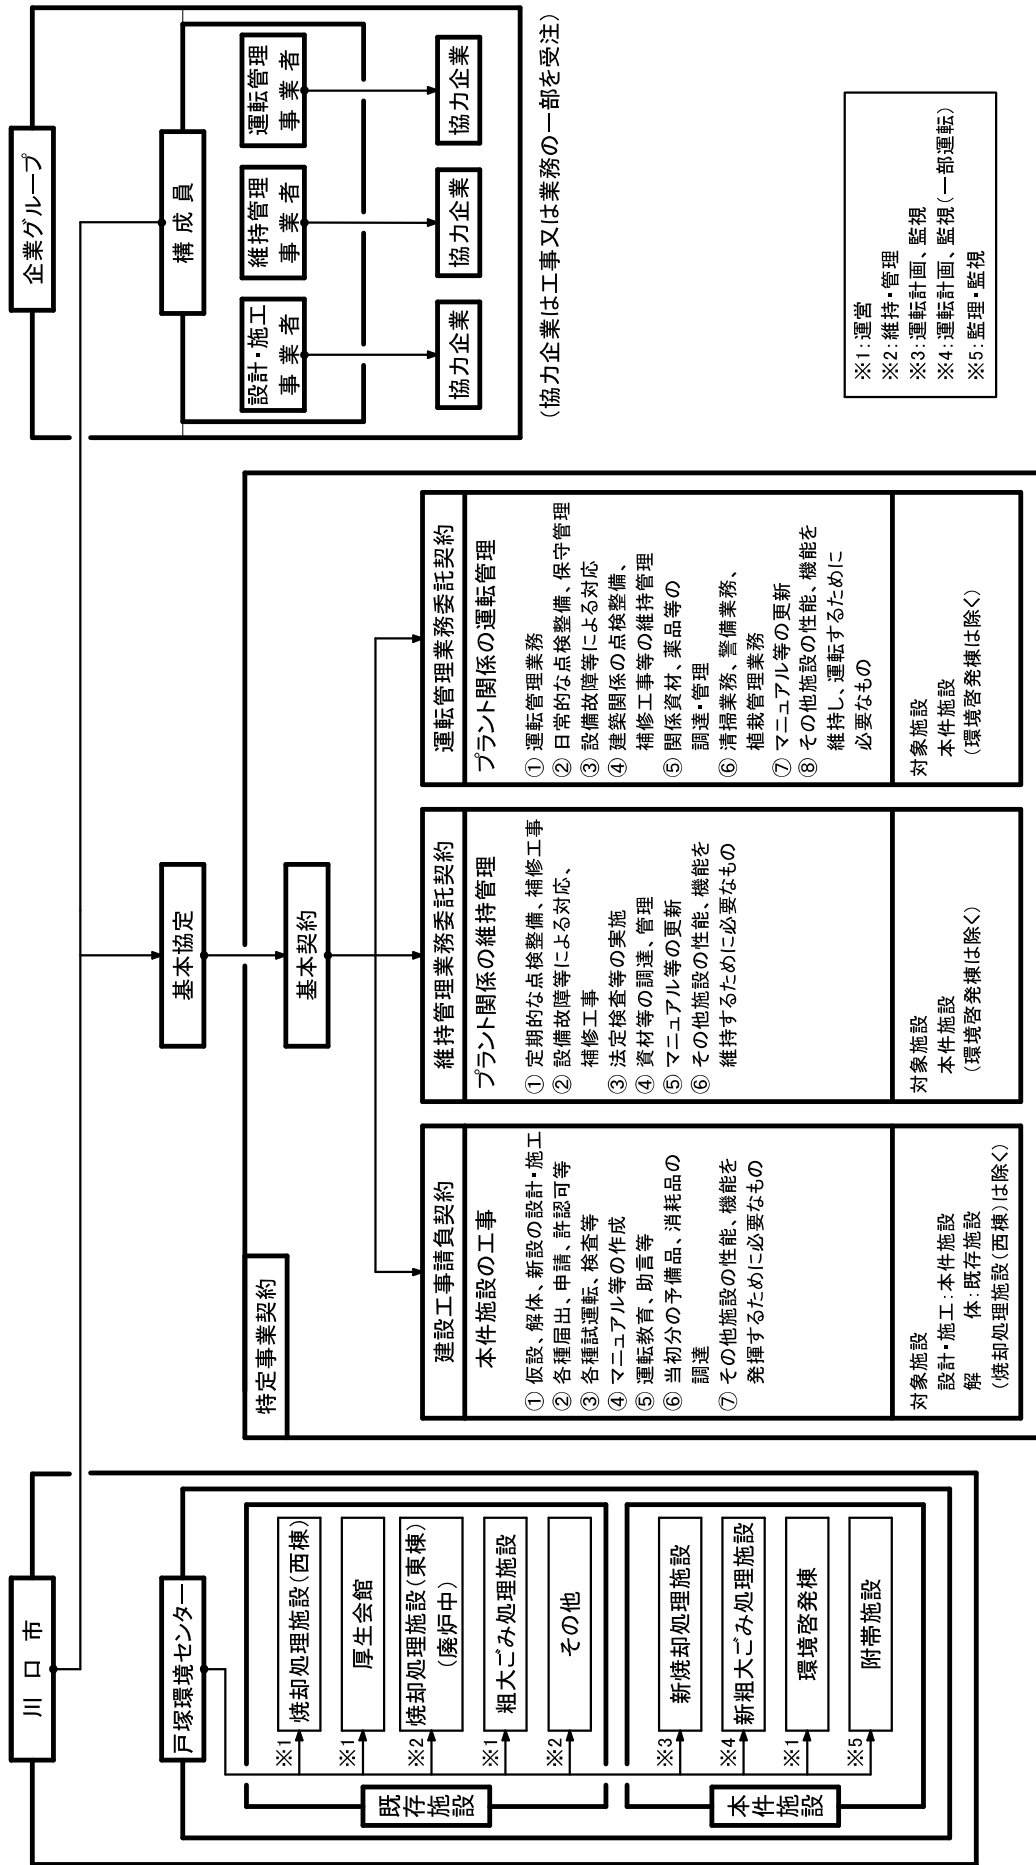 川口市
戸塚環境センター
既存施設
※1
焼却処理施設(西棟)
※1
厚生会館
※2
焼却処理施設(東棟)
(廃炉中)
※1
粗大ごみ処理施設
※2
その他
本件施設
※3
新焼却処理施設
※4
新粗大ごみ処理施設
※1
環境啓発棟
※5
附帯施設
基本協定
特定事業契約
基本契約
建設工事請負契約
本件施設の工事
① 仮設、解体、新設の設計・施工
② 各種届出、申請、許認可等
③ 各種試運転、検査等
④ マニュアル等の作成
⑤ 運転教育、助言等
⑥ 当初分の予備品、消耗品の
調達
⑦ その他施設の性能、機能を
発揮するために必要なもの
対象施設
設計・施工:本件施設
解　体:既存施設
(焼却処理施設(西棟)は除く)
維持管理業務委託契約
プラント関係の維持管理
① 定期的な点検整備、補修工事
② 設備故障等による対応、
補修工事
③ 法定検査等の実施
④ 資材等の調達、管理
⑤ マニュアル等の更新
⑥ その他施設の性能、機能を
維持するために必要なもの
対象施設
本件施設
(環境啓発棟は除く)
運転管理業務委託契約
プラント関係の運転管理
① 運転管理業務
② 日常的な点検整備、保守管理
③ 設備故障等による対応
④ 建築関係の点検整備、
補修工事等の維持管理
⑤ 関係資材、薬品等の
調達・管理
⑥ 清掃業務、警備業務、
植栽管理業務
⑦ マニュアル等の更新
⑧ その他施設の性能、機能を
維持し、運転するために
必要なもの
対象施設
本件施設
(環境啓発棟は除く)
企業グループ
構成員
設計・施工
事業者
維持管理
事業者
運転管理
事業者
協力企業
協力企業
協力企業
(協力企業は工事又は業務の一部を受注)
※1:運営
※2:維持・管理
※3:運転計画、監視
※4:運転計画、監視(一部運転)
※5:監理・監視